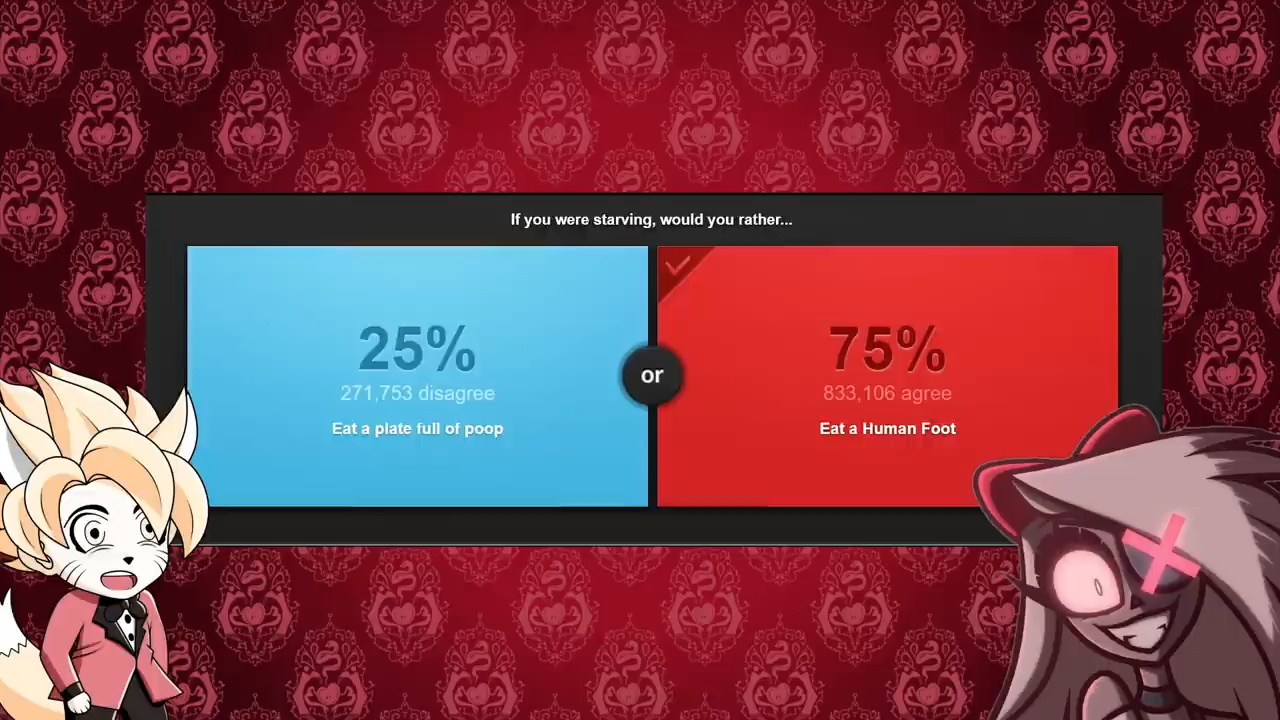 If you were starving, would you rather...
25%
271,753 disagree
Eat a plate full of poop
or
75%
833,106 agree
Eat a Human Foot